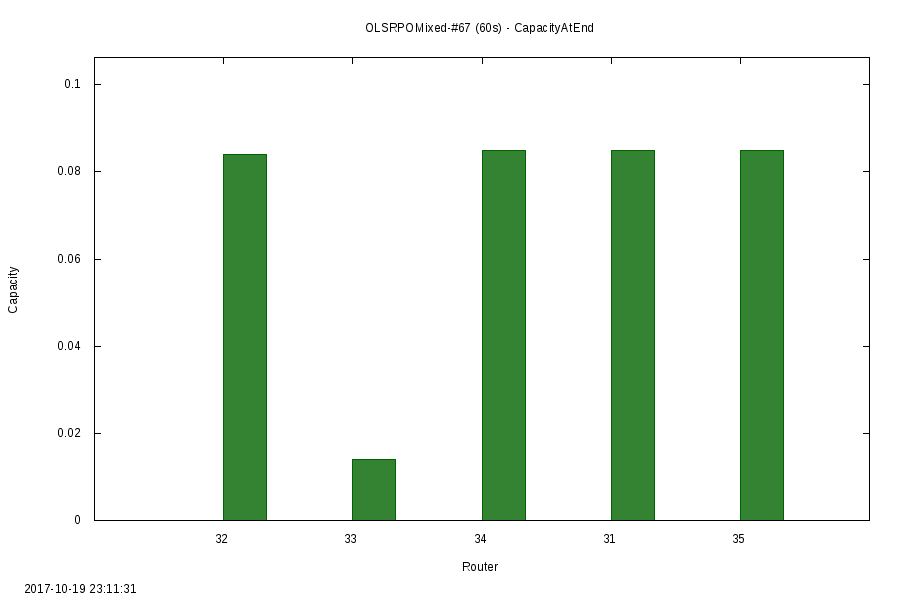 OLSRPOMixed-#67 (60s) - CapacityAtEnd
0.1
0.08
0.06
0.04
0.02
0
Capacity
32 33 34 31 35
Router
2017-10-19 23:11:31